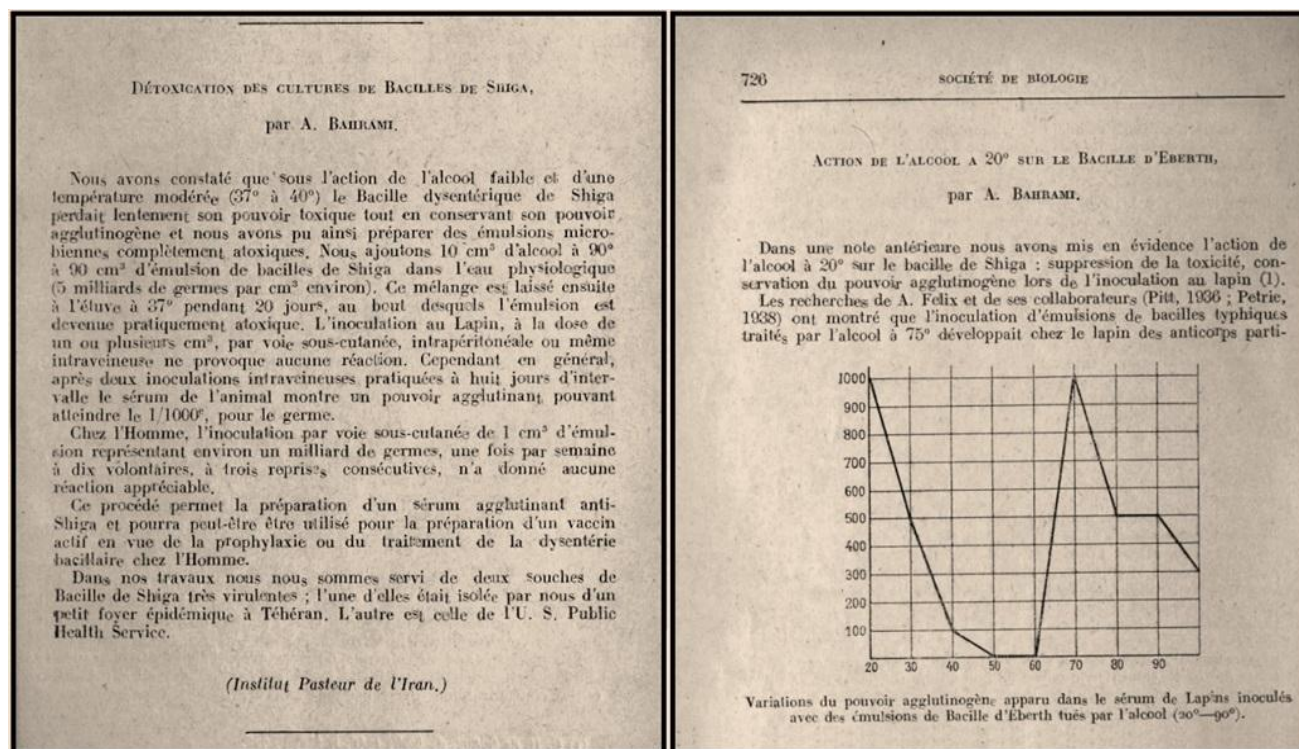 DÉTOXICATION DES CULTURES DE BACILLES DE SHIGA,
par A. BAHRAMI.
Nous avons constaté que sous l'action de l'alcool faible et d'une
température modérée (37° à 40°) le Bacille dysentérique de Shiga
perdait lentement son pouvoir toxique tout en conservant son pouvoir
agglutinogène et nous avons pu ainsi préparer des émulsions micro-
biennes complètement atoxiques. Nous ajoutons 10 cm³ d'alcool à 90°
à 90 cm³ d'émulsion de bacilles de Shiga dans l'eau physiologique
(5 milliards de germes par cm³ environ). Ce mélange est laissé ensuite
à l'étuve à 37° pendant 20 jours, au bout desquels l'émulsion est
devenue pratiquement atoxique. L'inoculation au Lapin, à la dose de
un ou plusieurs cm³, par voie sous-cutanée, intrapéritonéale ou même
intraveineuse ne provoque aucune réaction. Cependant en général,
après deux inoculations intraveineuses pratiquées à huit jours d'inter-
valle le sérum de l'animal montre un pouvoir agglutinant pouvant
atteindre le 1/1000e, pour le germe.
Chez l'Homme, l'inoculation par voie sous-cutanée de 1 cm³ d'émul-
sion représentant environ un milliard de germes, une fois par semaine
à dix volontaires, à trois reprises consécutives, n'a donné aucune
réaction appréciable.
Ce procédé permet la préparation d'un sérum agglutinant anti-
Shiga et pourra peut-être être utilisé pour la préparation d'un vaccin
actif en vue de la prophylaxie ou du traitement de la dysentérie
bacillaire chez l'Homme.
Dans nos travaux nous nous sommes servi de deux souches de
Bacille de Shiga très virulentes ; l'une d'elles était isolée par nous d'un
petit foyer épidémique à Téhéran. L'autre est celle de l'U. S. Public
Health Service.
(Institut Pasteur de l'Iran.)
726 SOCIÉTÉ DE BIOLOGIE
ACTION DE L'ALCOOL A 20° SUR LE BACILLE D'EBERTH,
par A. BAHRAMI.
Dans une note antérieure nous avons mis en évidence l'action de
l'alcool à 20° sur le bacille de Shiga : suppression de la toxicité, con-
servation du pouvoir agglutinogène lors de l'inoculation au lapin (1).
Les recherches de A. Felix et de ses collaborateurs (Pitt, 1936 ; Petrie,
1938) ont montré que l'inoculation d'émulsions de bacilles typhiques
traités par l'alcool à 75° développait chez le lapin des anticorps parti-
1000
900
800
700
600
500
400
300
200
100
20 30 40 50 60 70 80 90
Variations du pouvoir agglutinogène apparu dans le sérum de Lapins inoculés
avec des émulsions de Bacille d'Eberth tués par l'alcool (20°—90°).